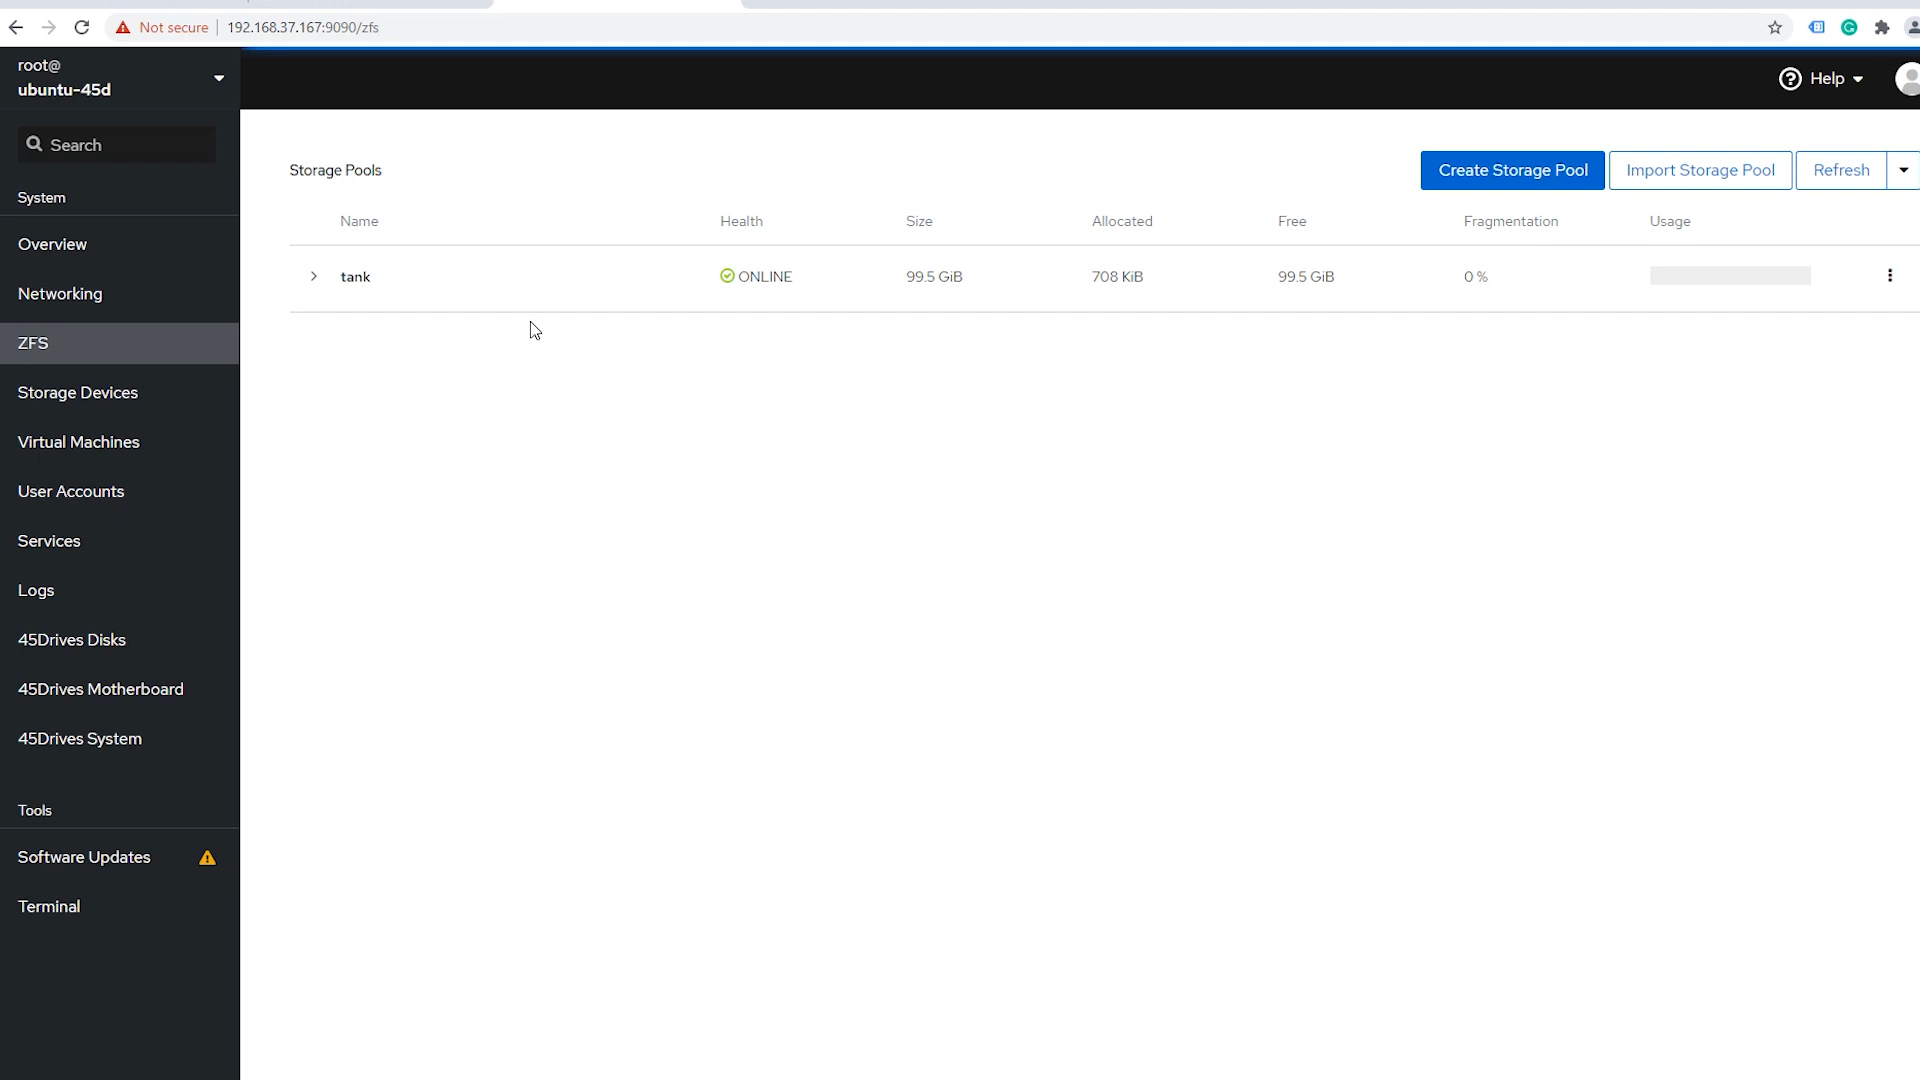 Not secure | 192.168.37.167:9090/zfs
root@
ubuntu-45d
Help
Search
System
Overview
Networking
ZFS
Storage Devices
Virtual Machines
User Accounts
Services
Logs
45Drives Disks
45Drives Motherboard
45Drives System
Tools
Software Updates
Terminal
Storage Pools
Create Storage Pool
Import Storage Pool
Refresh
Name Health Size Allocated Free Fragmentation Usage
tank ONLINE 99.5 GiB 708 KiB 99.5 GiB 0 %